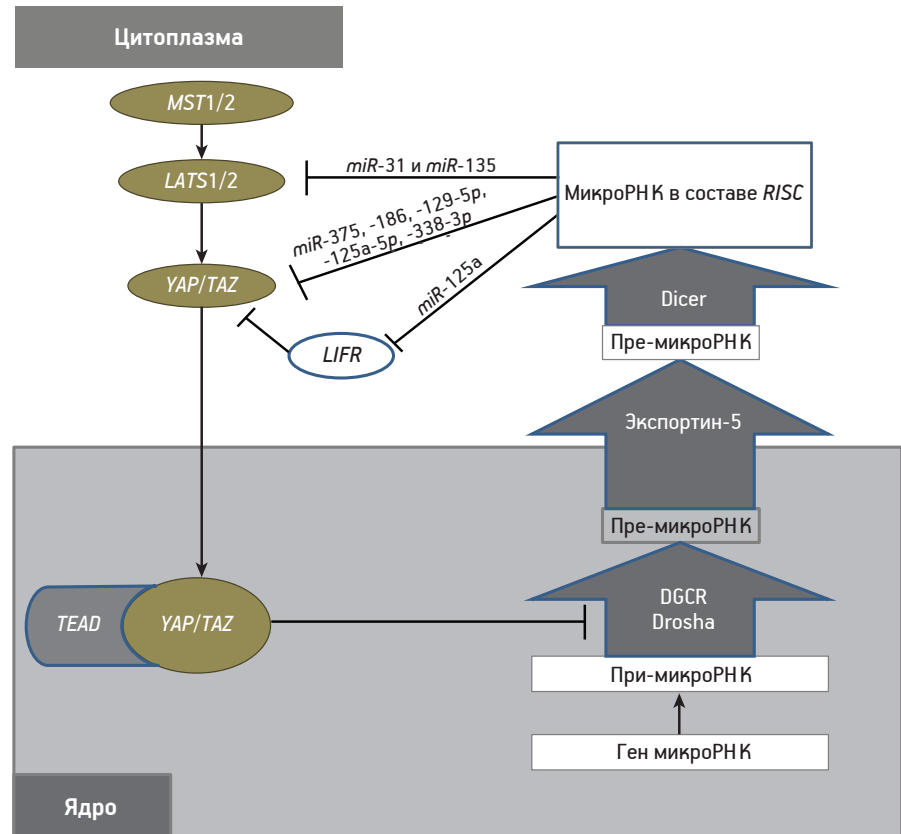 Цитоплазма
MST1/2
LATS1/2
YAP/TAZ
miR-31 и miR-135
miR-375, -186, -129-5p,
-125a-5p, -338-3p
miR-125a
LIFR
МикроРНК в составе RISC
Dicer
Пре-микроРНК
Экспортин-5
Пре-микроРНК
DGCR
Drosha
При-микроРНК
Ген микроРНК
TEAD
YAP/TAZ
Ядро